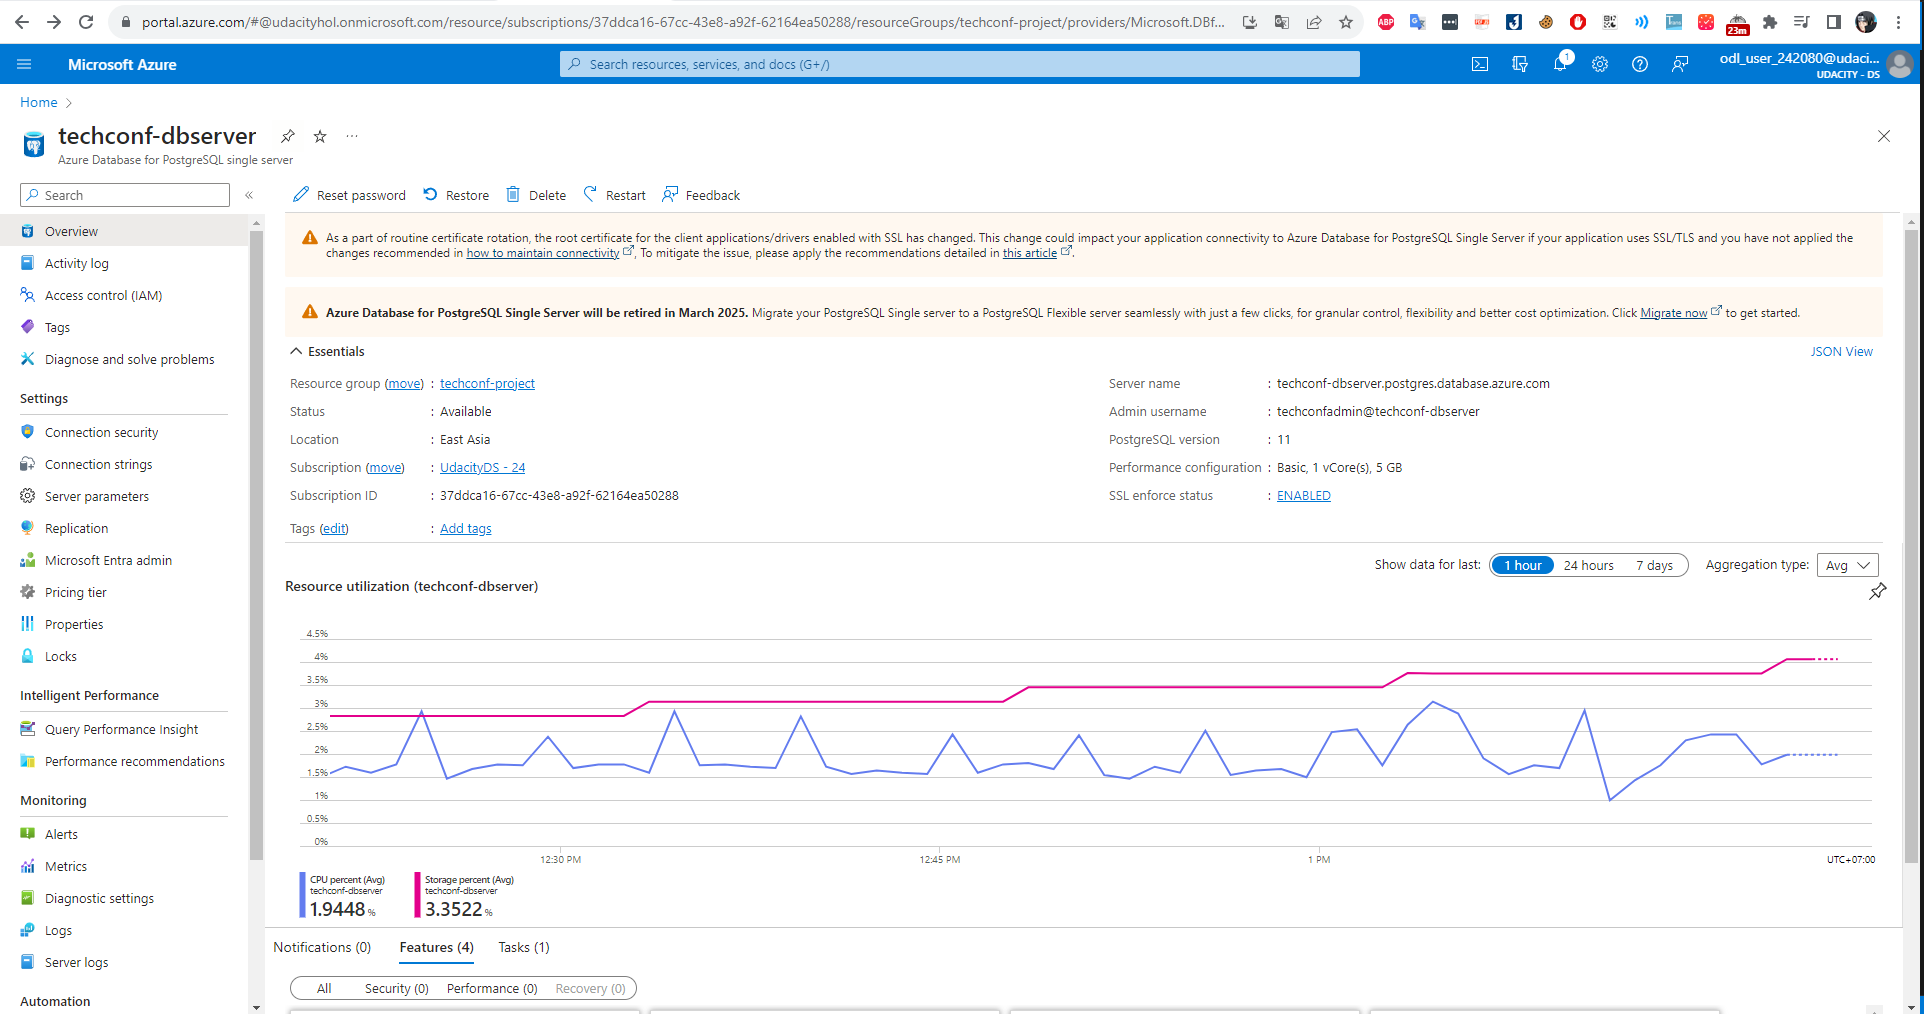 portal.azure.com/#@udacityhol.onmicrosoft.com/resource/subscriptions/37ddca16-67cc-43e8-a92f-62164ea50288/resourceGroups/techconf-project/providers/Microsoft.DBf...
ABP
23m
Microsoft Azure
Search resources, services, and docs (G+/)
1
odl_user_242080@udaci...
UDACITY - DS
Home
techconf-dbserver
Azure Database for PostgreSQL single server
Search
Reset password
Restore
Delete
Restart
Feedback
Overview
Activity log
Access control (IAM)
Tags
Diagnose and solve problems
Settings
Connection security
Connection strings
Server parameters
Replication
Microsoft Entra admin
Pricing tier
Properties
Locks
Intelligent Performance
Query Performance Insight
Performance recommendations
Monitoring
Alerts
Metrics
Diagnostic settings
Logs
Server logs
Automation
As a part of routine certificate rotation, the root certificate for the client applications/drivers enabled with SSL has changed. This change could impact your application connectivity to Azure Database for PostgreSQL Single Server if your application uses SSL/TLS and you have not applied the
changes recommended in how to maintain connectivity, To mitigate the issue, please apply the recommendations detailed in this article.
Azure Database for PostgreSQL Single Server will be retired in March 2025. Migrate your PostgreSQL Single server to a PostgreSQL Flexible server seamlessly with just a few clicks, for granular control, flexibility and better cost optimization. Click Migrate now to get started.
Essentials
JSON View
Resource group (move) : techconf-project
Status : Available
Location : East Asia
Subscription (move) : UdacityDS - 24
Subscription ID : 37ddca16-67cc-43e8-a92f-62164ea50288
Tags (edit) : Add tags
Server name : techconf-dbserver.postgres.database.azure.com
Admin username : techconfadmin@techconf-dbserver
PostgreSQL version : 11
Performance configuration : Basic, 1 vCore(s), 5 GB
SSL enforce status : ENABLED
Show data for last: 1 hour 24 hours 7 days Aggregation type: Avg
Resource utilization (techconf-dbserver)
4.5%
4%
3.5%
3%
2.5%
2%
1.5%
1%
0.5%
0%
12:30 PM 12:45 PM 1 PM UTC+07:00
CPU percent (Avg)
techconf-dbserver
1.9448 %
Storage percent (Avg)
techconf-dbserver
3.3522 %
Notifications (0) Features (4) Tasks (1)
All Security (0) Performance (0) Recovery (0)